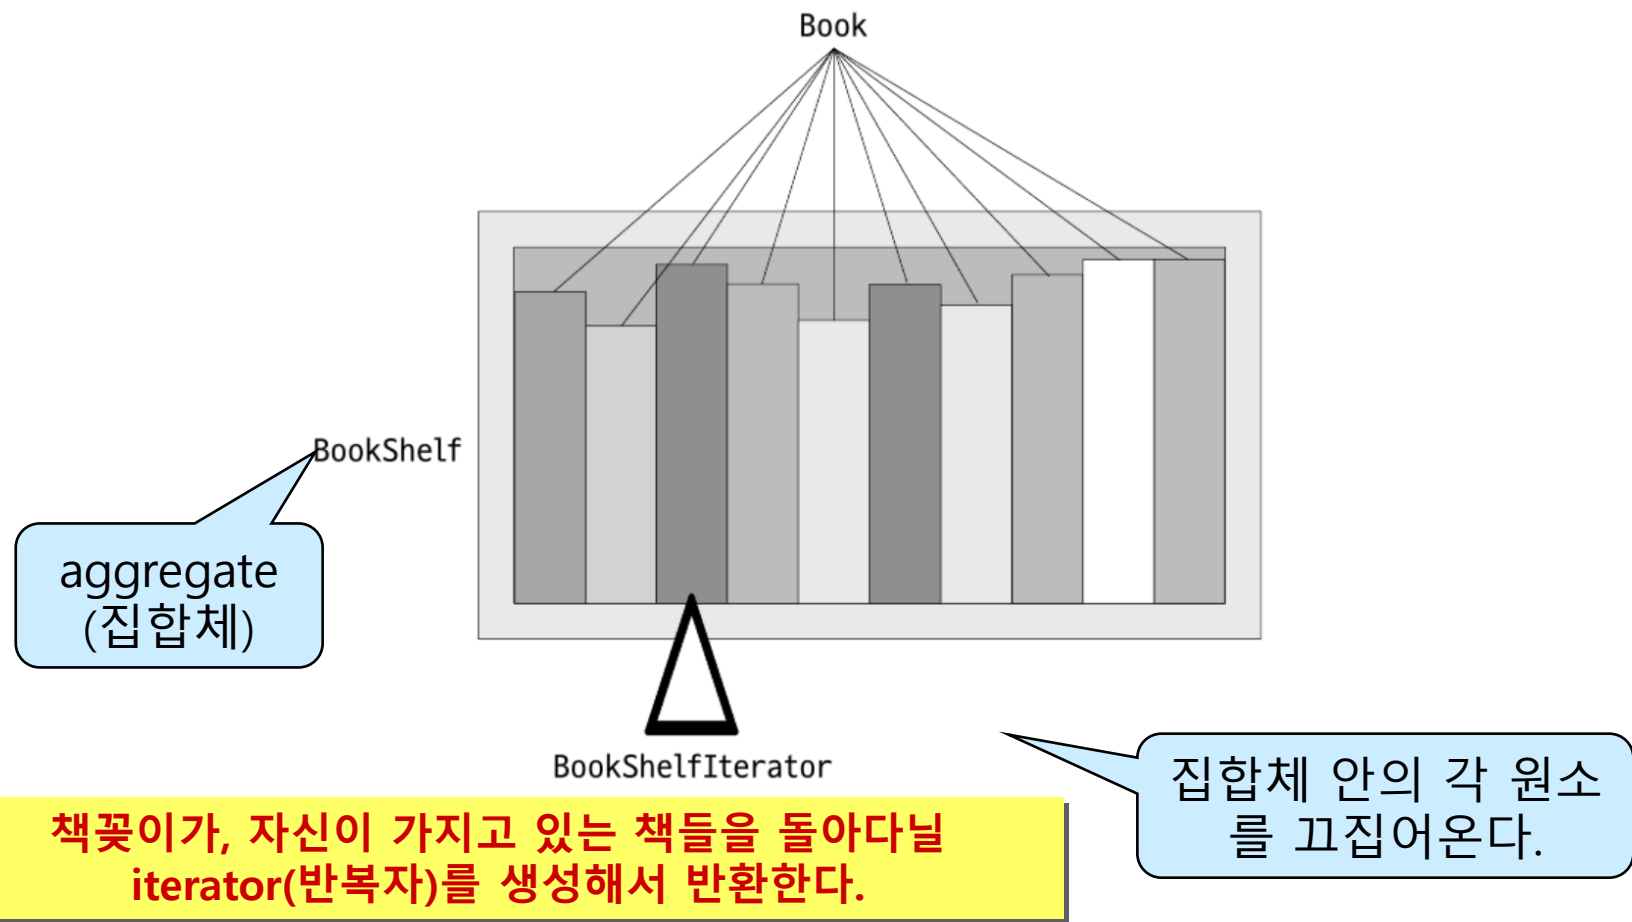 Book
BookShelf
aggregate
(집합체)
BookShelfIterator
집합체 안의 각 원소
를 끄집어온다.
책꽂이가, 자신이 가지고 있는 책들을 돌아다닐
iterator(반복자)를 생성해서 반환한다.